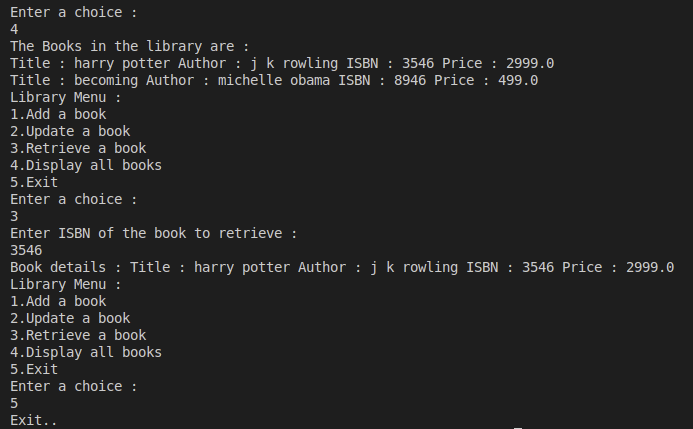 Enter a choice :
4
The Books in the library are :
Title : harry potter Author : j k rowling ISBN : 3546 Price : 2999.0
Title : becoming Author : michelle obama ISBN : 8946 Price : 499.0
Library Menu :
1.Add a book
2.Update a book
3.Retrieve a book
4.Display all books
5.Exit
Enter a choice :
3
Enter ISBN of the book to retrieve :
3546
Book details : Title : harry potter Author : j k rowling ISBN : 3546 Price : 2999.0
Library Menu :
1.Add a book
2.Update a book
3.Retrieve a book
4.Display all books
5.Exit
Enter a choice :
5
Exit..